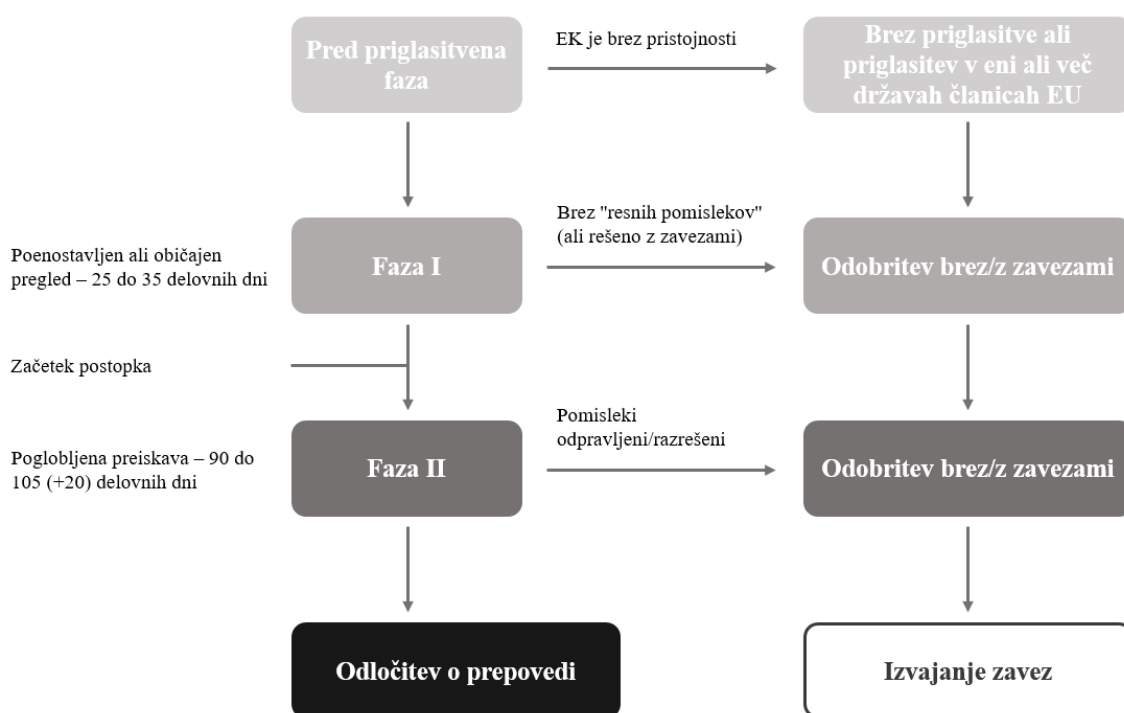 Pred priglasitvena
faza
EK je brez pristojnosti
Brez priglasitve ali
priglasitev v eni ali več
državah članicah EU
Poenostavljen ali običajen
pregled – 25 do 35 delovnih dni
Faza I
Brez "resnih pomislekov"
(ali rešeno z zavezami)
Odobritev brez/z zavezami
Začetek postopka
Poglobljena preiskava – 90 do
105 (+20) delovnih dni
Faza II
Pomisleki
odpravljeni/razrešeni
Odobritev brez/z zavezami
Odločitev o prepovedi
Izvajanje zavez